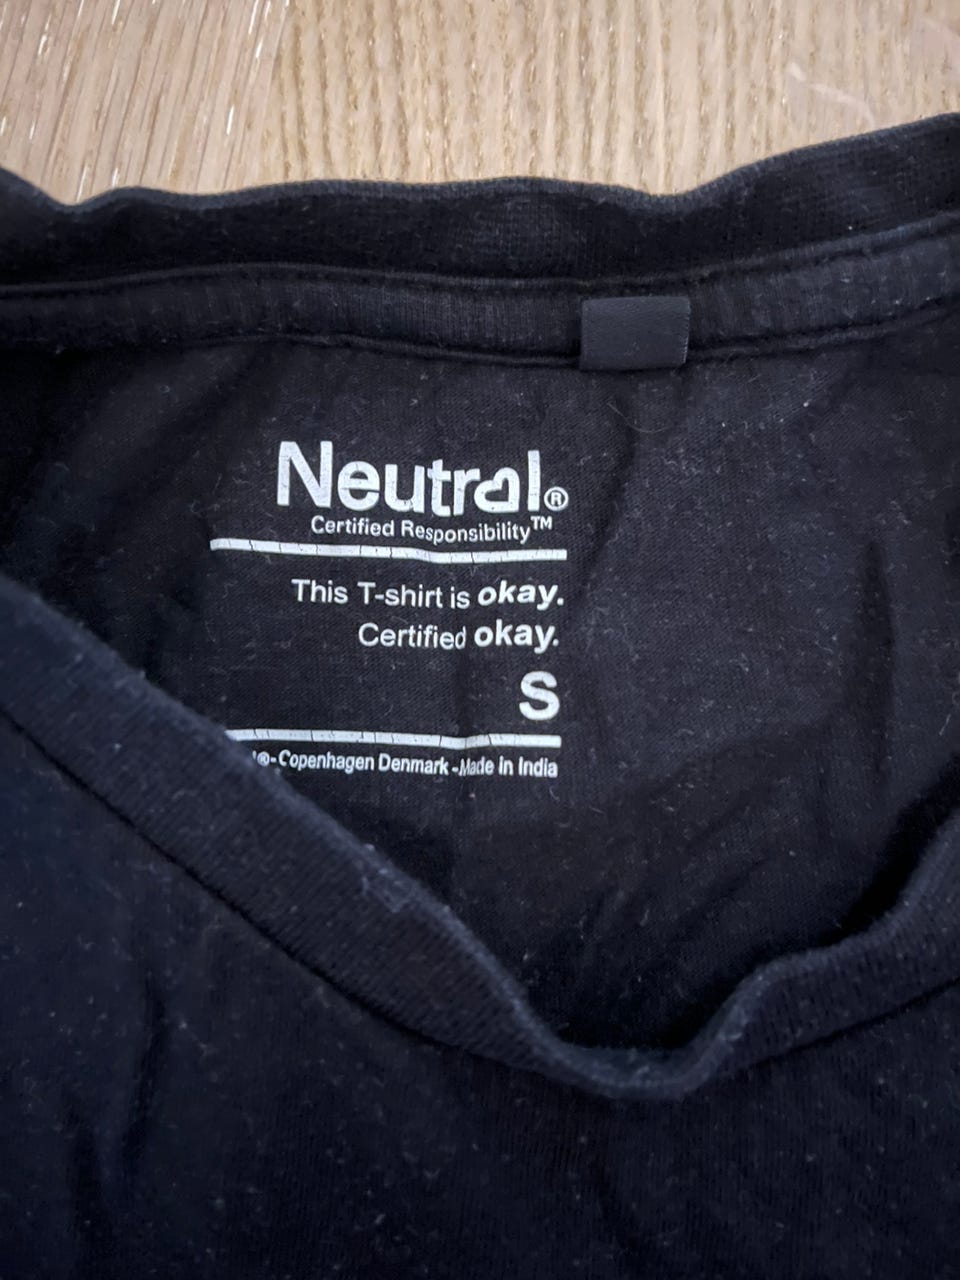 Neutral®
Certified Responsibility™
This T-shirt is okay.
Certified okay.
S
®-Copenhagen Denmark-Made in India